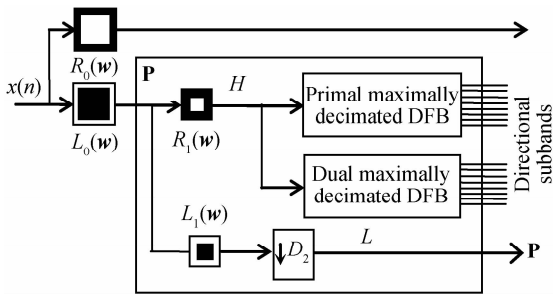 x(n)
R₀(w)
L₀(w)
P
R₁(w)
H
Primal maximally
decimated DFB
Dual maximally
decimated DFB
Directional
subbands
L₁(w)
↓D₂
L
P